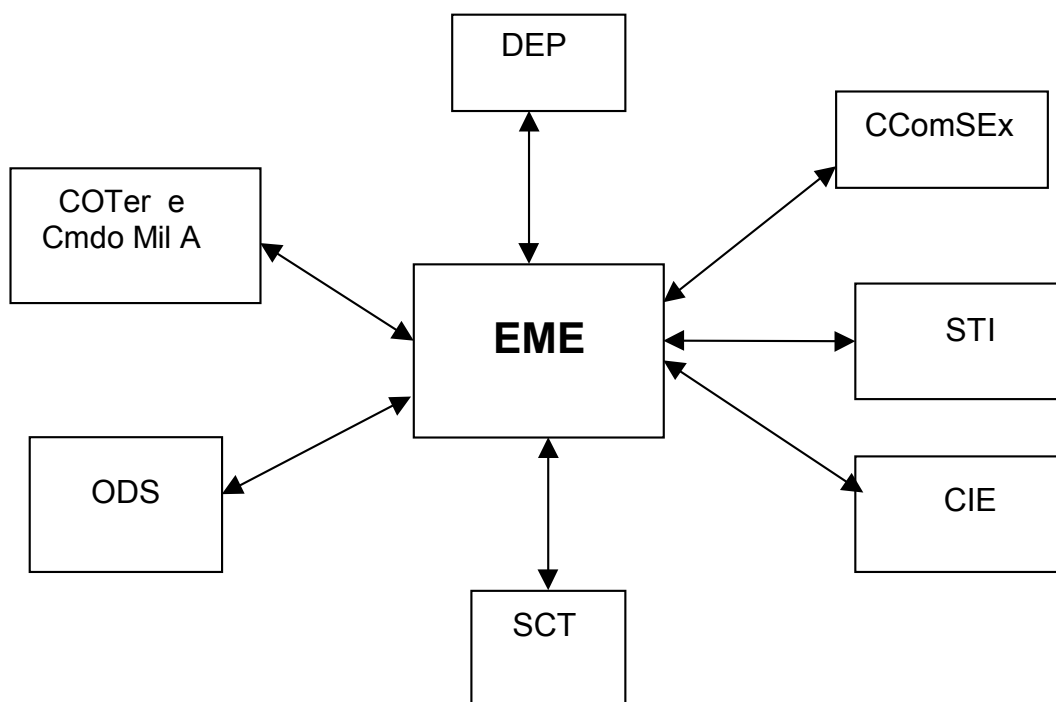 DEP
CComSEx
COTer e
Cmdo Mil A
EME
STI
ODS
CIE
SCT